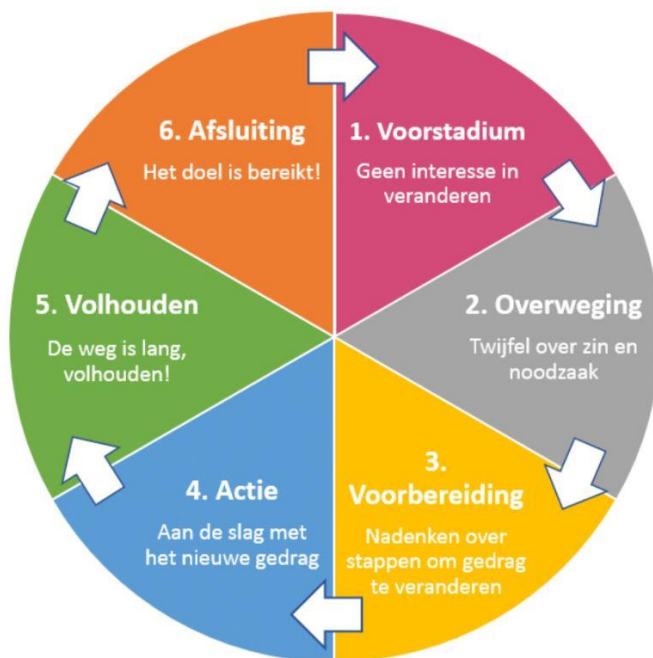 1. Voorstadium
Geen interesse in
veranderen
2. Overweging
Twijfel over zin en
noodzaak
3.
Voorbereiding
Nadenken over
stappen om gedrag
te veranderen
4. Actie
Aan de slag met
het nieuwe gedrag
5. Volhouden
De weg is lang,
volhouden!
6. Afsluiting
Het doel is bereikt!